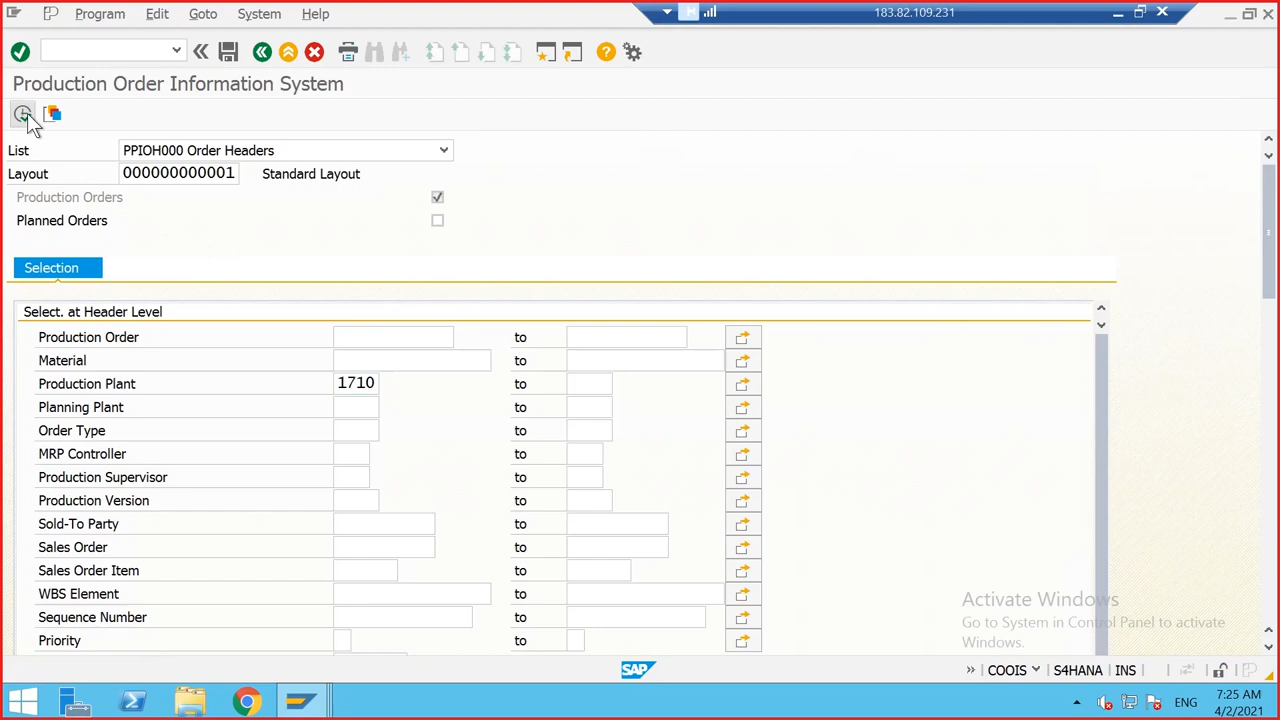 Program Edit Goto System Help
183.82.109.231
Production Order Information System
List PPIOH000 Order Headers
Layout 000000000001 Standard Layout
Production Orders
Planned Orders
Selection
Select. at Header Level
Production Order to
Material to
Production Plant 1710 to
Planning Plant to
Order Type to
MRP Controller to
Production Supervisor to
Production Version to
Sold-To Party to
Sales Order to
Sales Order Item to
WBS Element to
Sequence Number to
Priority to
Activate Windows
Go to System in Control Panel to activate
Windows.
SAP
COOIS S4HANA INS
ENG
7:25 AM
4/2/2021